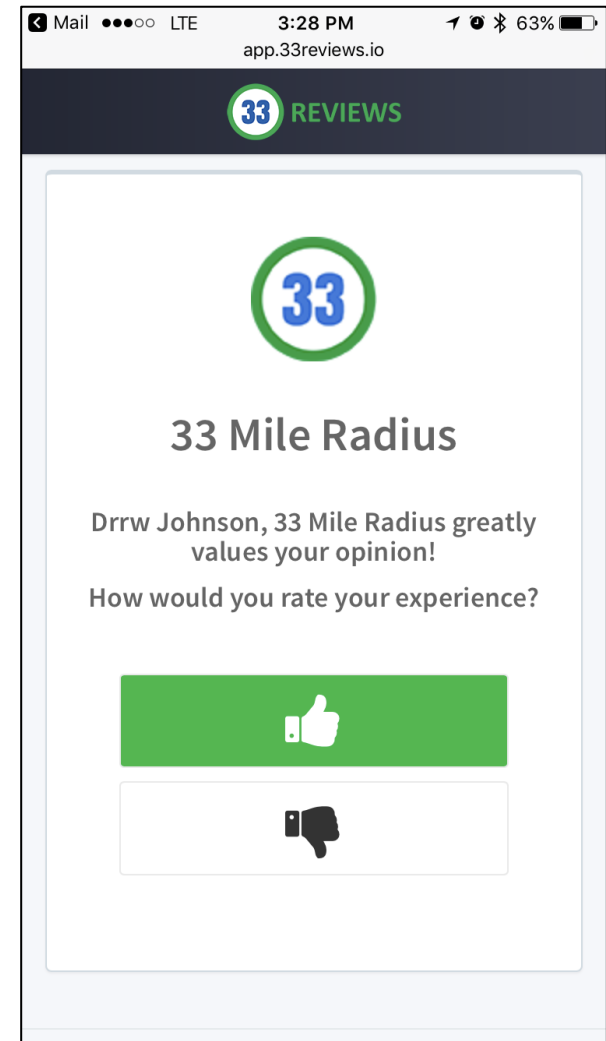 Mail LTE 3:28 PM 63%
app.33reviews.io
33 REVIEWS
33
33 Mile Radius
Drrw Johnson, 33 Mile Radius greatly
values your opinion!
How would you rate your experience?